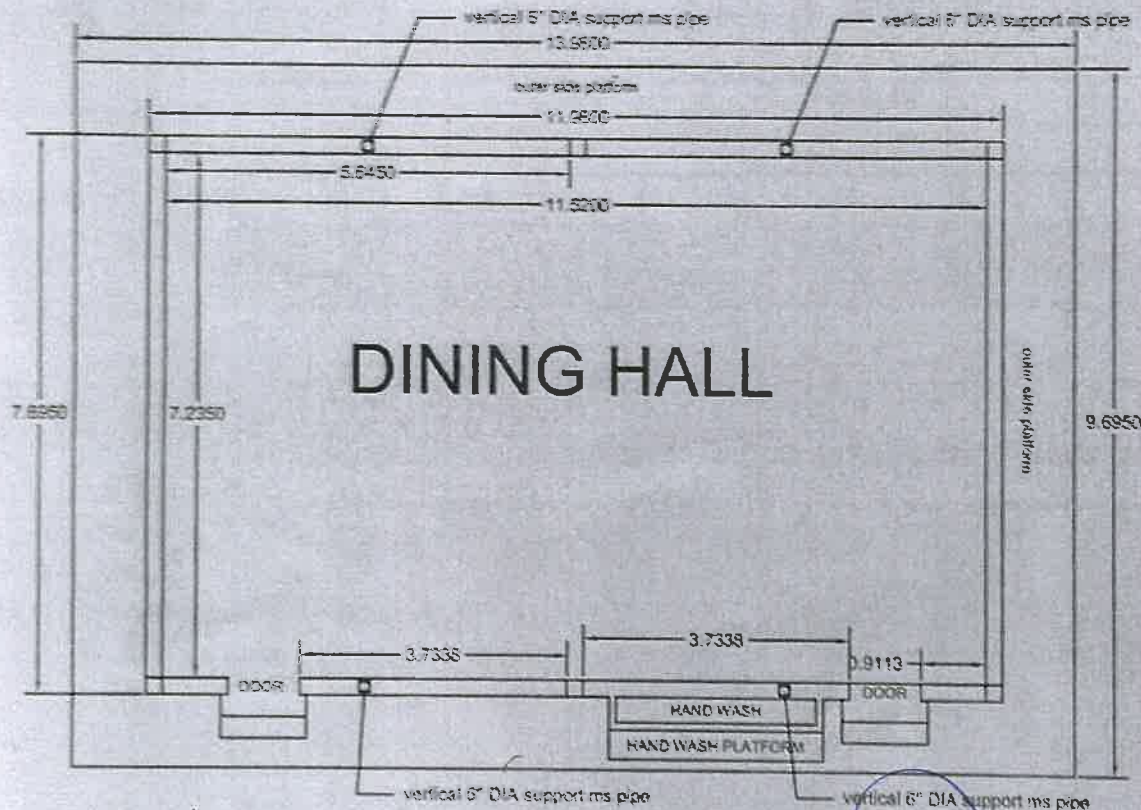 vertical 6" DIA support ms pipe
vertical 6" DIA support ms pipe
13.9800
outer side platform
11.9800
5.6450
11.5200
DINING HALL
7.6950
7.2350
outer side platform
9.6950
3.7338
3.7338
0.9113
DOOR
DOOR
HAND WASH
HAND WASH PLATFORM
vertical 6" DIA support ms pipe
vertical 6" DIA support ms pipe